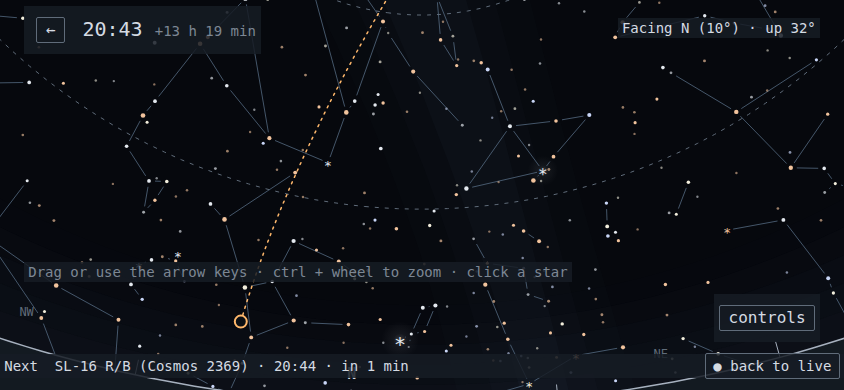 ← 20:43 +13 h 19 min
Facing N (10°) · up 32°
Drag or use the arrow keys · ctrl + wheel to zoom · click a star
NW
controls
NE
Next SL-16 R/B (Cosmos 2369) · 20:44 · in 1 min
N
● back to live